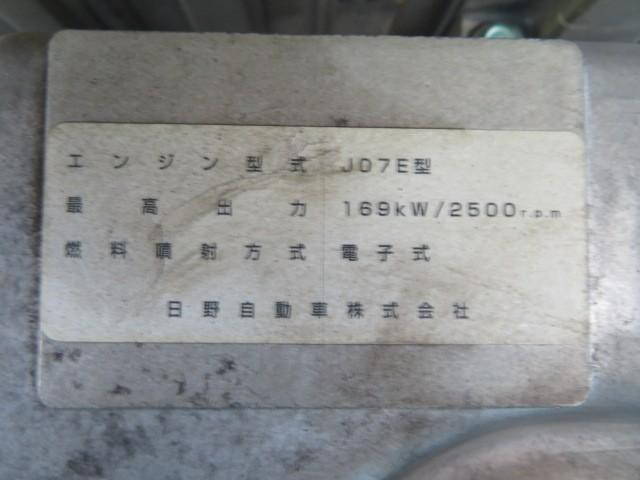 エンジン型式 J07E型
最高出力 169kW/2500r.p.m
燃料噴射方式 電子式
日野自動車株式会社